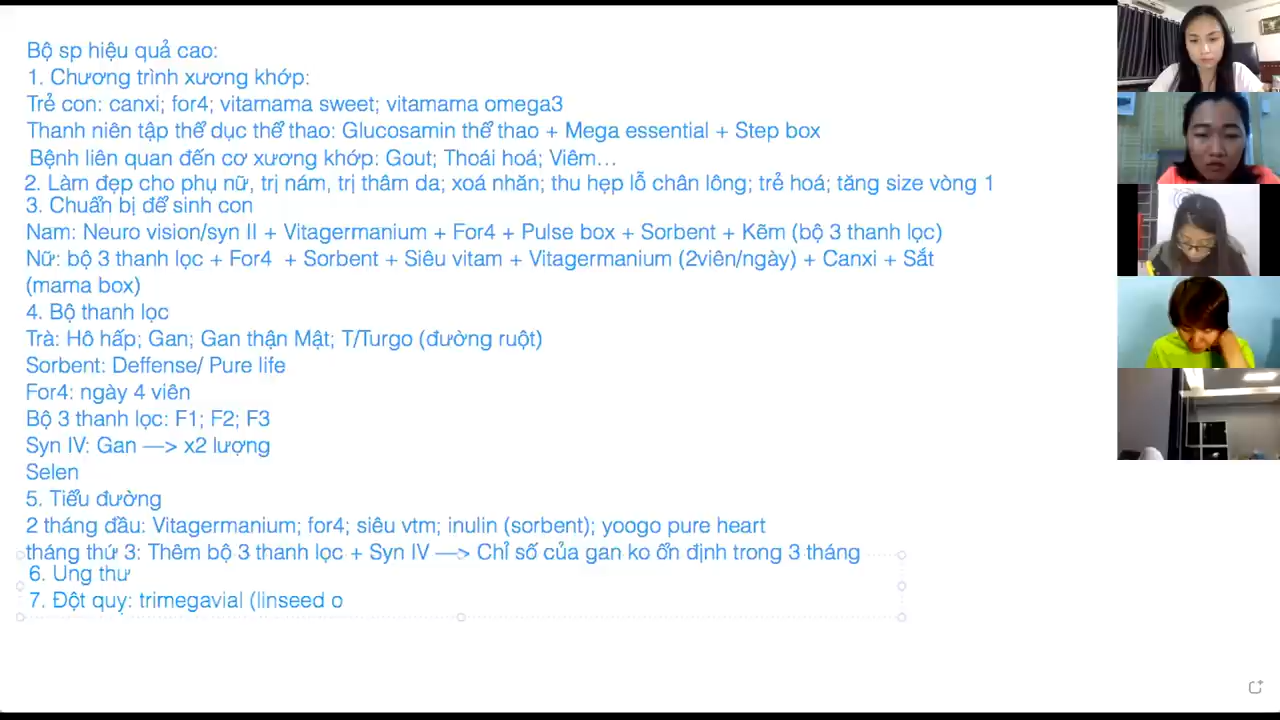 Bộ sp hiệu quả cao:
1. Chương trình xương khớp:
Trẻ con: canxi; for4; vitamama sweet; vitamama omega3
Thanh niên tập thể dục thể thao: Glucosamin thể thao + Mega essential + Step box
Bệnh liên quan đến cơ xương khớp: Gout; Thoái hoá; Viêm...
2. Làm đẹp cho phụ nữ, trị nám, trị thâm da; xoá nhăn; thu hẹp lỗ chân lông; trẻ hoá; tăng size vòng 1
3. Chuẩn bị để sinh con
Nam: Neuro vision/syn II + Vitagermanium + For4 + Pulse box + Sorbent + Kẽm (bộ 3 thanh lọc)
Nữ: bộ 3 thanh lọc + For4 + Sorbent + Siêu vitam + Vitagermanium (2viên/ngày) + Canxi + Sắt
(mama box)
4. Bộ thanh lọc
Trà: Hô hấp; Gan; Gan thận Mật; T/Turgo (đường ruột)
Sorbent: Deffense/ Pure life
For4: ngày 4 viên
Bộ 3 thanh lọc: F1; F2; F3
Syn IV: Gan —> x2 lượng
Selen
5. Tiểu đường
2 tháng đầu: Vitagermanium; for4; siêu vtm; inulin (sorbent); yoogo pure heart
tháng thứ 3: Thêm bộ 3 thanh lọc + Syn IV —> Chỉ số của gan ko ổn định trong 3 tháng
6. Ung thư
7. Đột quỵ: trimegavial (linseed o